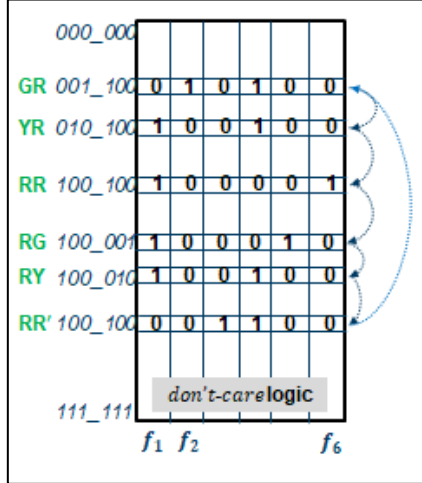 000_000
GR 001_100 0 1 0 1 0 0
YR 010_100 1 0 0 1 0 0
RR 100_100 1 0 0 0 0 1
RG 100_001 1 0 0 0 1 0
RY 100_010 1 0 0 1 0 0
RR' 100_100 0 0 1 1 0 0
don't-care logic
111_111
f1 f2 f6